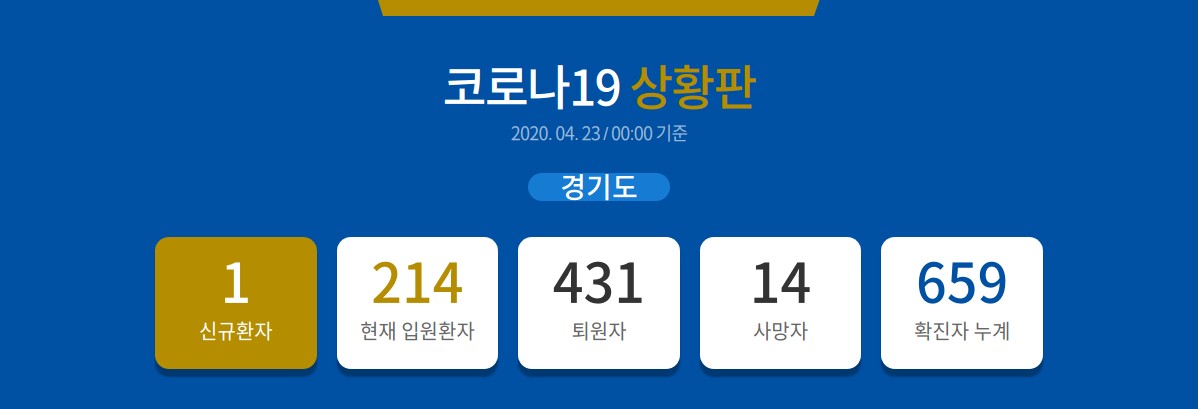 코로나19 상황판
2020. 04. 23 / 00:00 기준
경기도
1
신규환자
214
현재 입원환자
431
퇴원자
14
사망자
659
확진자 누계